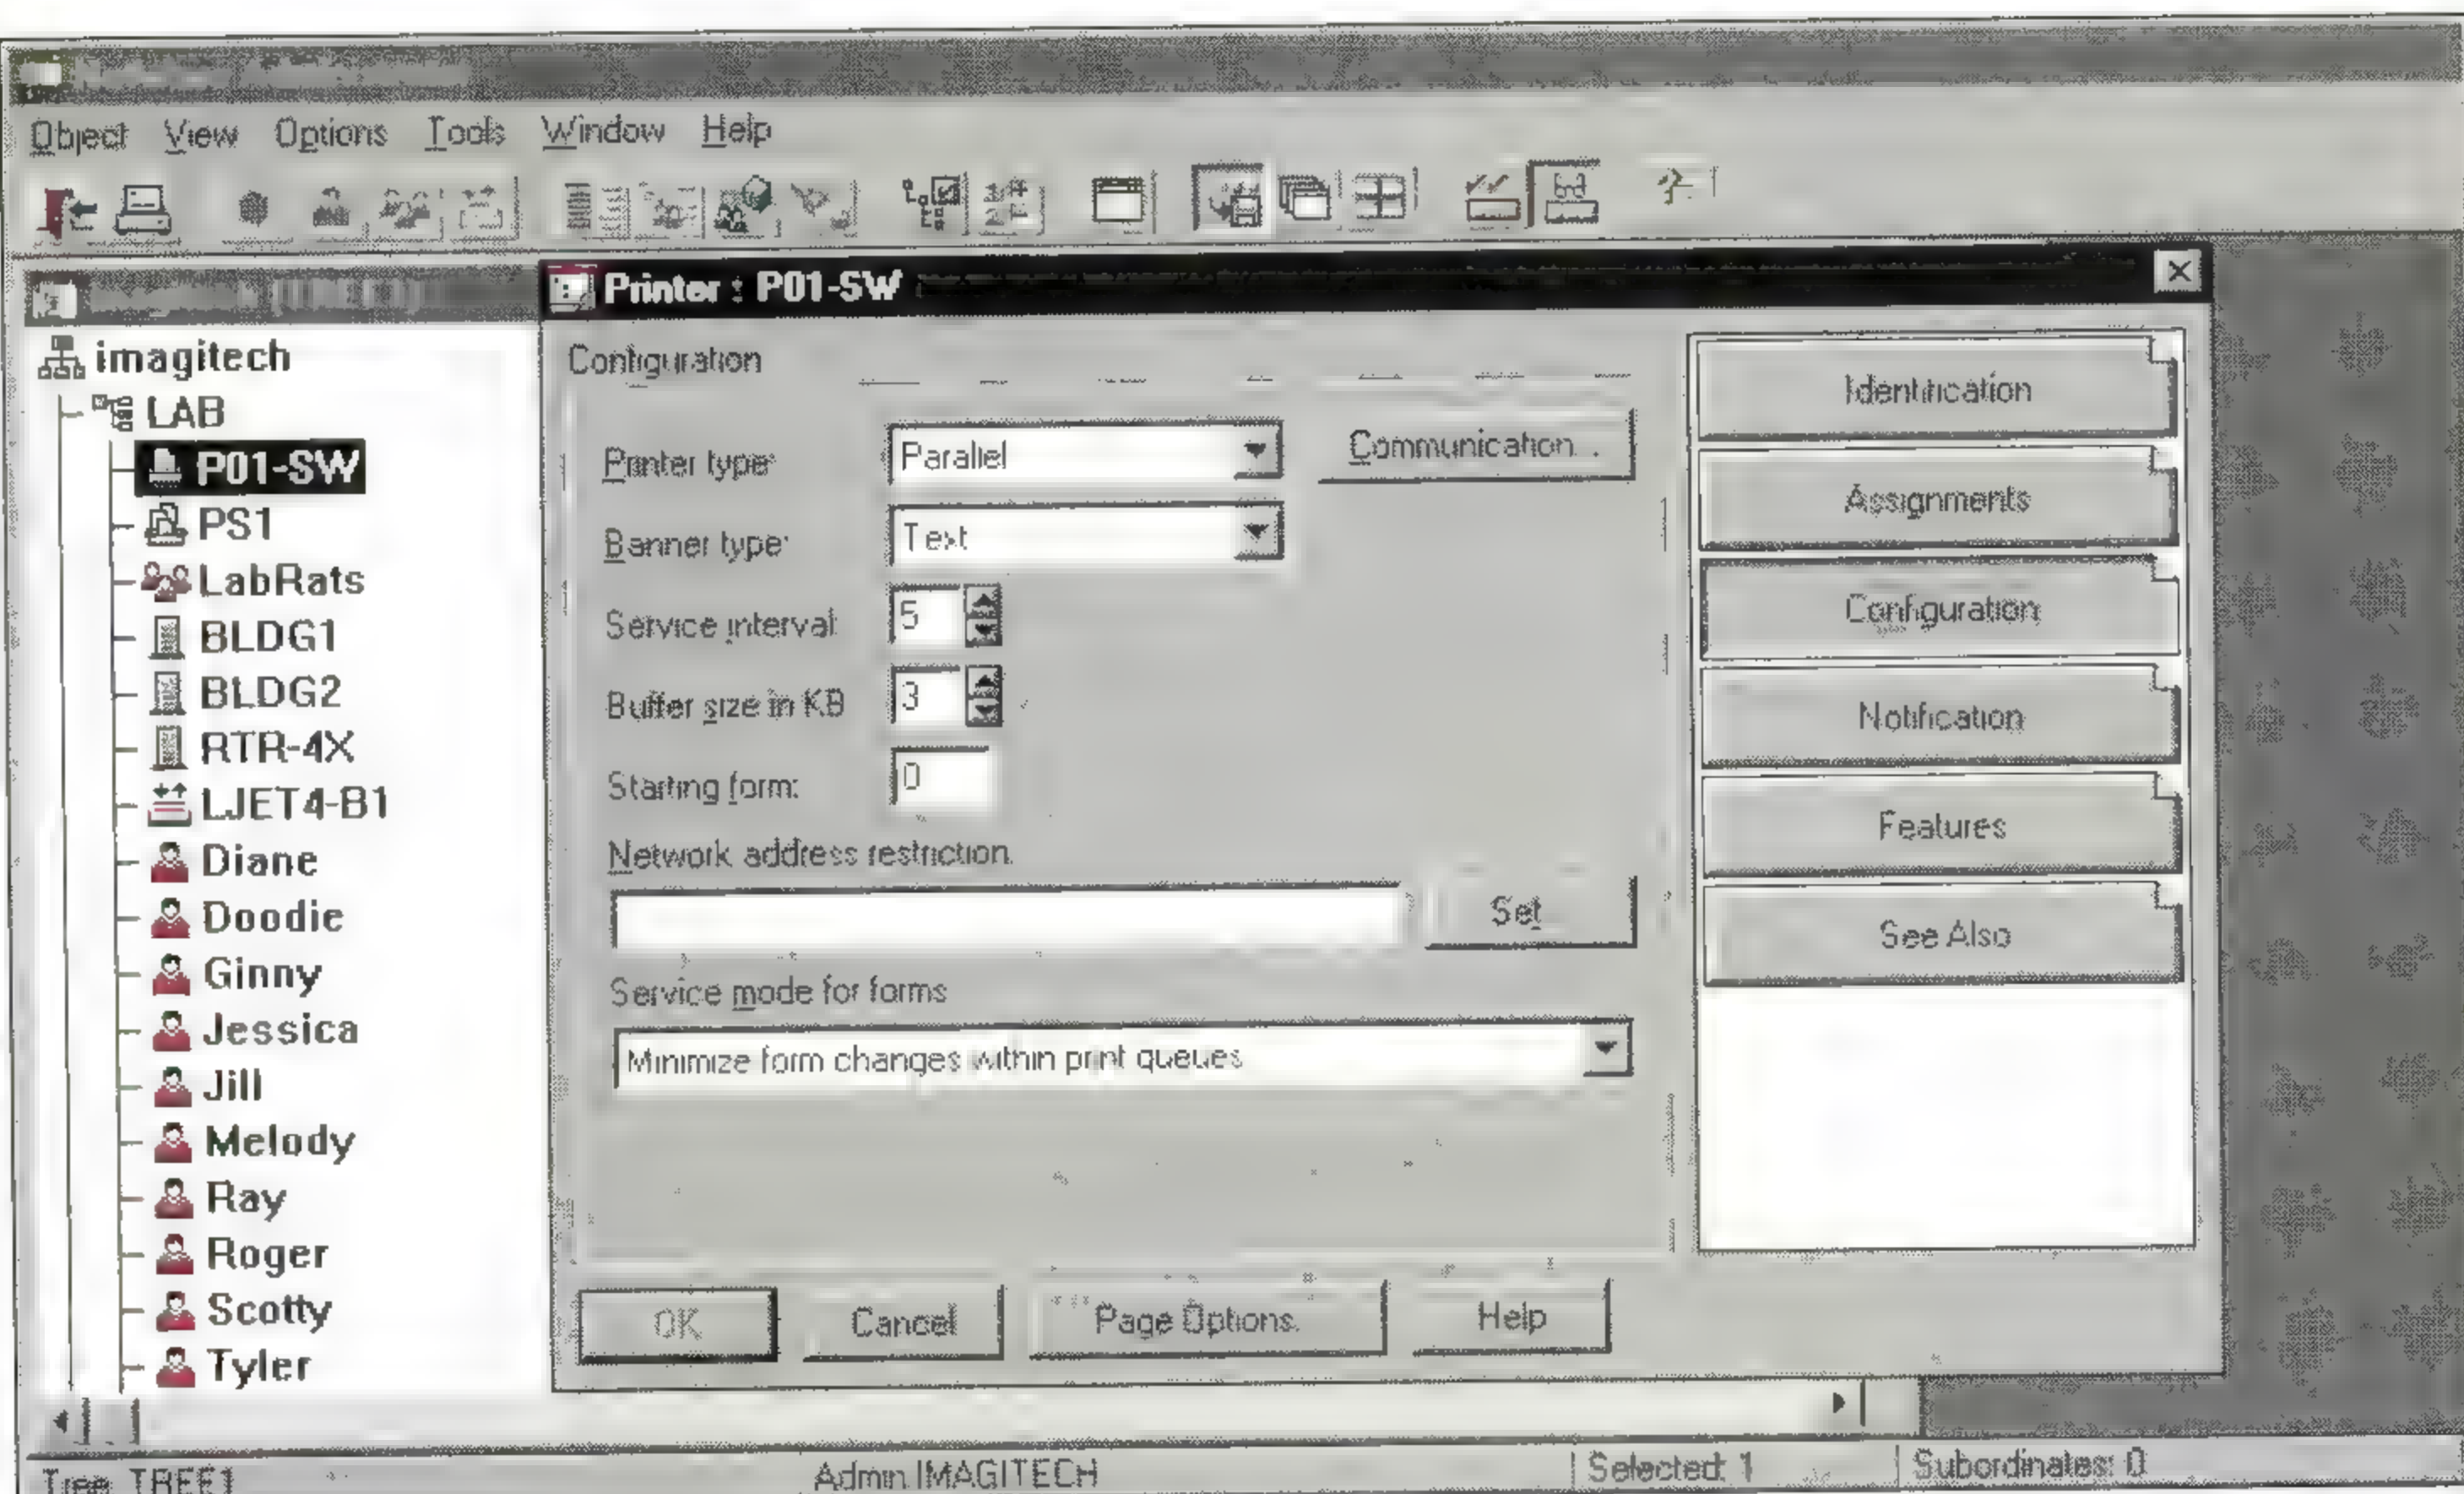 Object View Options Tools Window Help
Printer : P01-SW
imagitech
LAB
P01-SW
PS1
LabRats
BLDG1
BLDG2
RTR-4X
LJET4-B1
Diane
Doodie
Ginny
Jessica
Jill
Melody
Ray
Roger
Scotty
Tyler
Configuration
Printer type: Parallel Communication...
Banner type: Text
Service interval: 5
Buffer size in KB 3
Starting form: 0
Network address restriction:
Set
Service mode for forms
Minimize form changes within print queues
OK Cancel Page Options... Help
Identification
Assignments
Configuration
Notification
Features
See Also
Tree: TREE1 Admin.IMAGITECH Selected: 1 Subordinates: 0